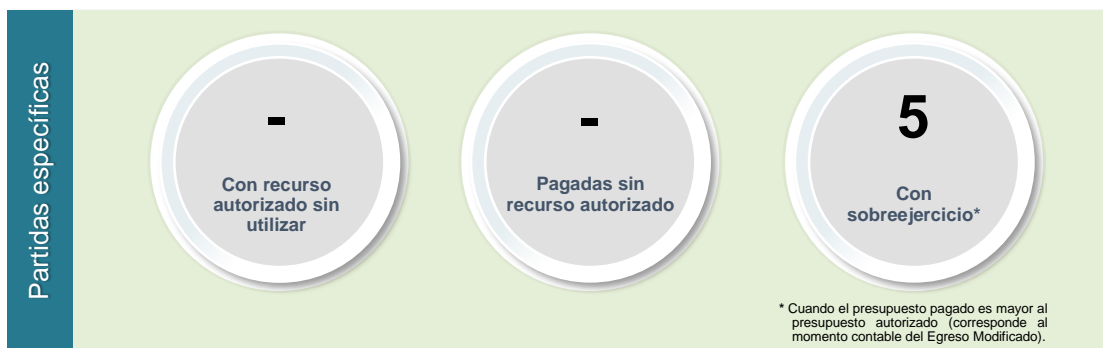 Partidas específicas
-
Con recurso
autorizado sin
utilizar
-
Pagadas sin
recurso autorizado
5
Con
sobreejercicio*
* Cuando el presupuesto pagado es mayor al
presupuesto autorizado (corresponde al
momento contable del Egreso Modificado).